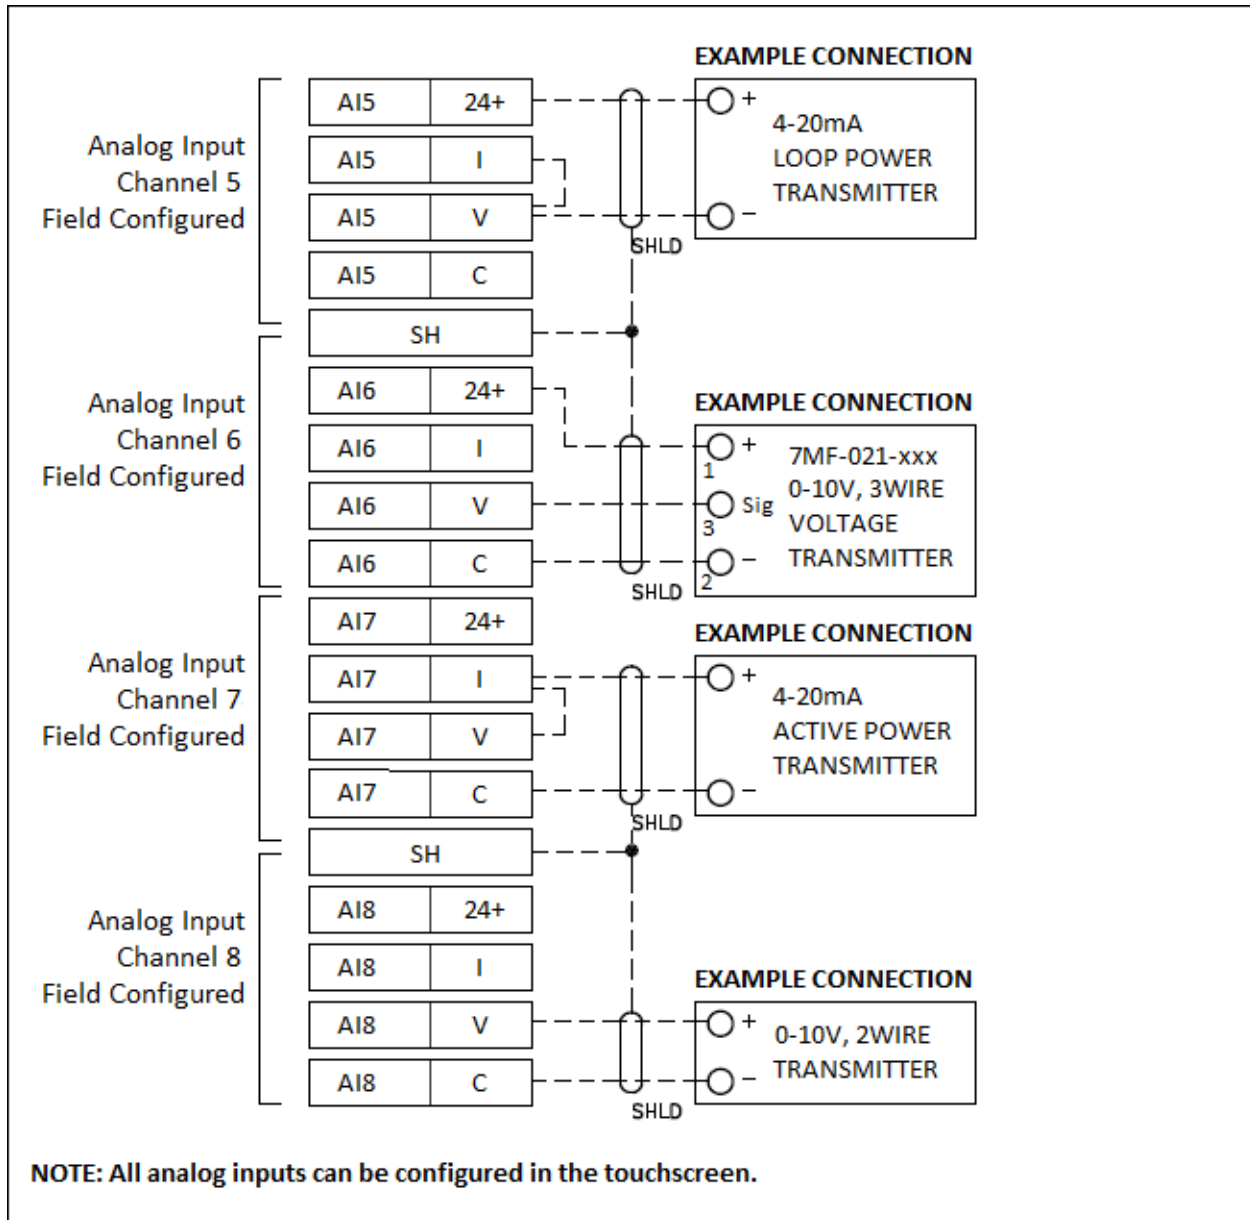 EXAMPLE CONNECTION
Analog Input
Channel 5
Field Configured
AI5 24+
AI5 I
AI5 V
AI5 C
SH
+
4-20mA
LOOP POWER
TRANSMITTER
−
SHLD
Analog Input
Channel 6
Field Configured
AI6 24+
AI6 I
AI6 V
AI6 C
EXAMPLE CONNECTION
1 +
3 Sig
2 −
7MF-021-xxx
0-10V, 3WIRE
VOLTAGE
TRANSMITTER
SHLD
Analog Input
Channel 7
Field Configured
AI7 24+
AI7 I
AI7 V
AI7 C
SH
EXAMPLE CONNECTION
+
4-20mA
ACTIVE POWER
TRANSMITTER
−
SHLD
Analog Input
Channel 8
Field Configured
AI8 24+
AI8 I
AI8 V
AI8 C
EXAMPLE CONNECTION
+
0-10V, 2WIRE
TRANSMITTER
−
SHLD
NOTE: All analog inputs can be configured in the touchscreen.